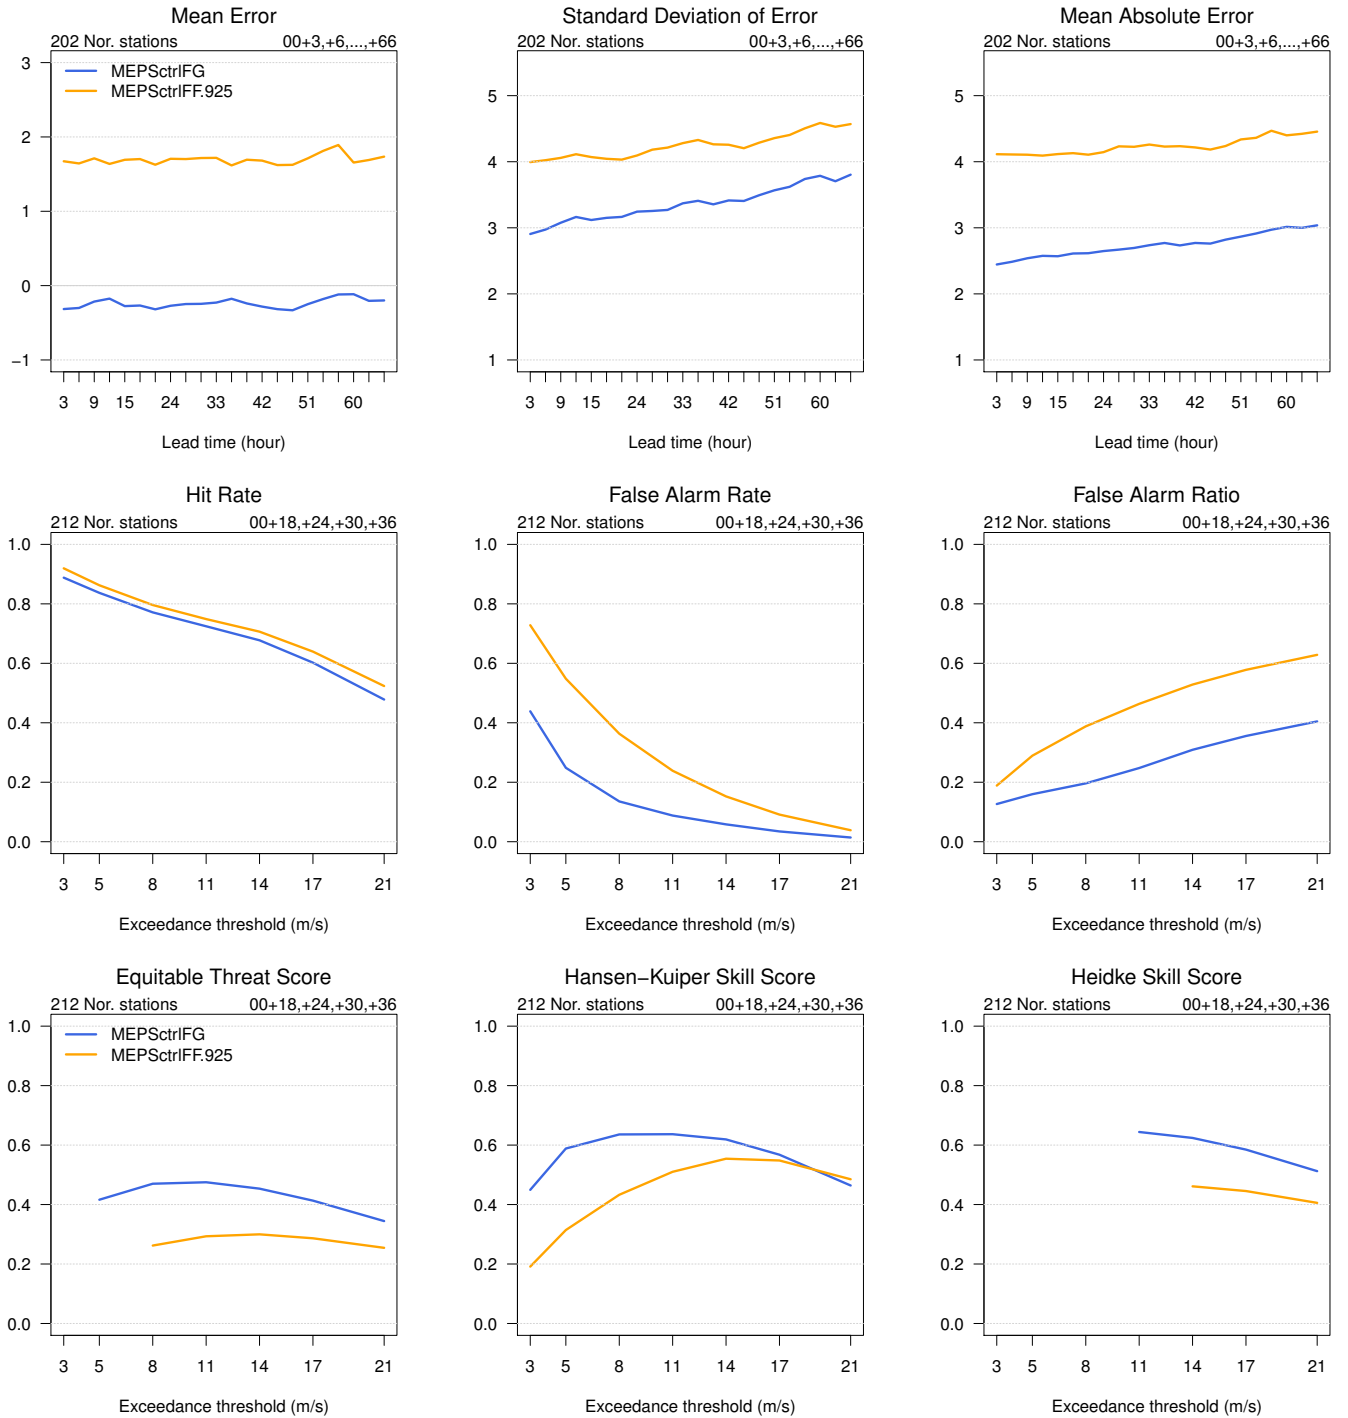 Mean Error
202 Nor. stations 00+3,+6,...,+66
MEPSctrlFG
MEPSctrlFF.925
3
2
1
0
−1
3 9 15 24 33 42 51 60
Lead time (hour)
Standard Deviation of Error
202 Nor. stations 00+3,+6,...,+66
5
4
3
2
1
3 9 15 24 33 42 51 60
Lead time (hour)
Mean Absolute Error
202 Nor. stations 00+3,+6,...,+66
5
4
3
2
1
3 9 15 24 33 42 51 60
Lead time (hour)
Hit Rate
212 Nor. stations 00+18,+24,+30,+36
1.0
0.8
0.6
0.4
0.2
0.0
3 5 8 11 14 17 21
Exceedance threshold (m/s)
False Alarm Rate
212 Nor. stations 00+18,+24,+30,+36
1.0
0.8
0.6
0.4
0.2
0.0
3 5 8 11 14 17 21
Exceedance threshold (m/s)
False Alarm Ratio
212 Nor. stations 00+18,+24,+30,+36
1.0
0.8
0.6
0.4
0.2
0.0
3 5 8 11 14 17 21
Exceedance threshold (m/s)
Equitable Threat Score
212 Nor. stations 00+18,+24,+30,+36
MEPSctrlFG
MEPSctrlFF.925
1.0
0.8
0.6
0.4
0.2
0.0
3 5 8 11 14 17 21
Exceedance threshold (m/s)
Hansen−Kuiper Skill Score
212 Nor. stations 00+18,+24,+30,+36
1.0
0.8
0.6
0.4
0.2
0.0
3 5 8 11 14 17 21
Exceedance threshold (m/s)
Heidke Skill Score
212 Nor. stations 00+18,+24,+30,+36
1.0
0.8
0.6
0.4
0.2
0.0
3 5 8 11 14 17 21
Exceedance threshold (m/s)